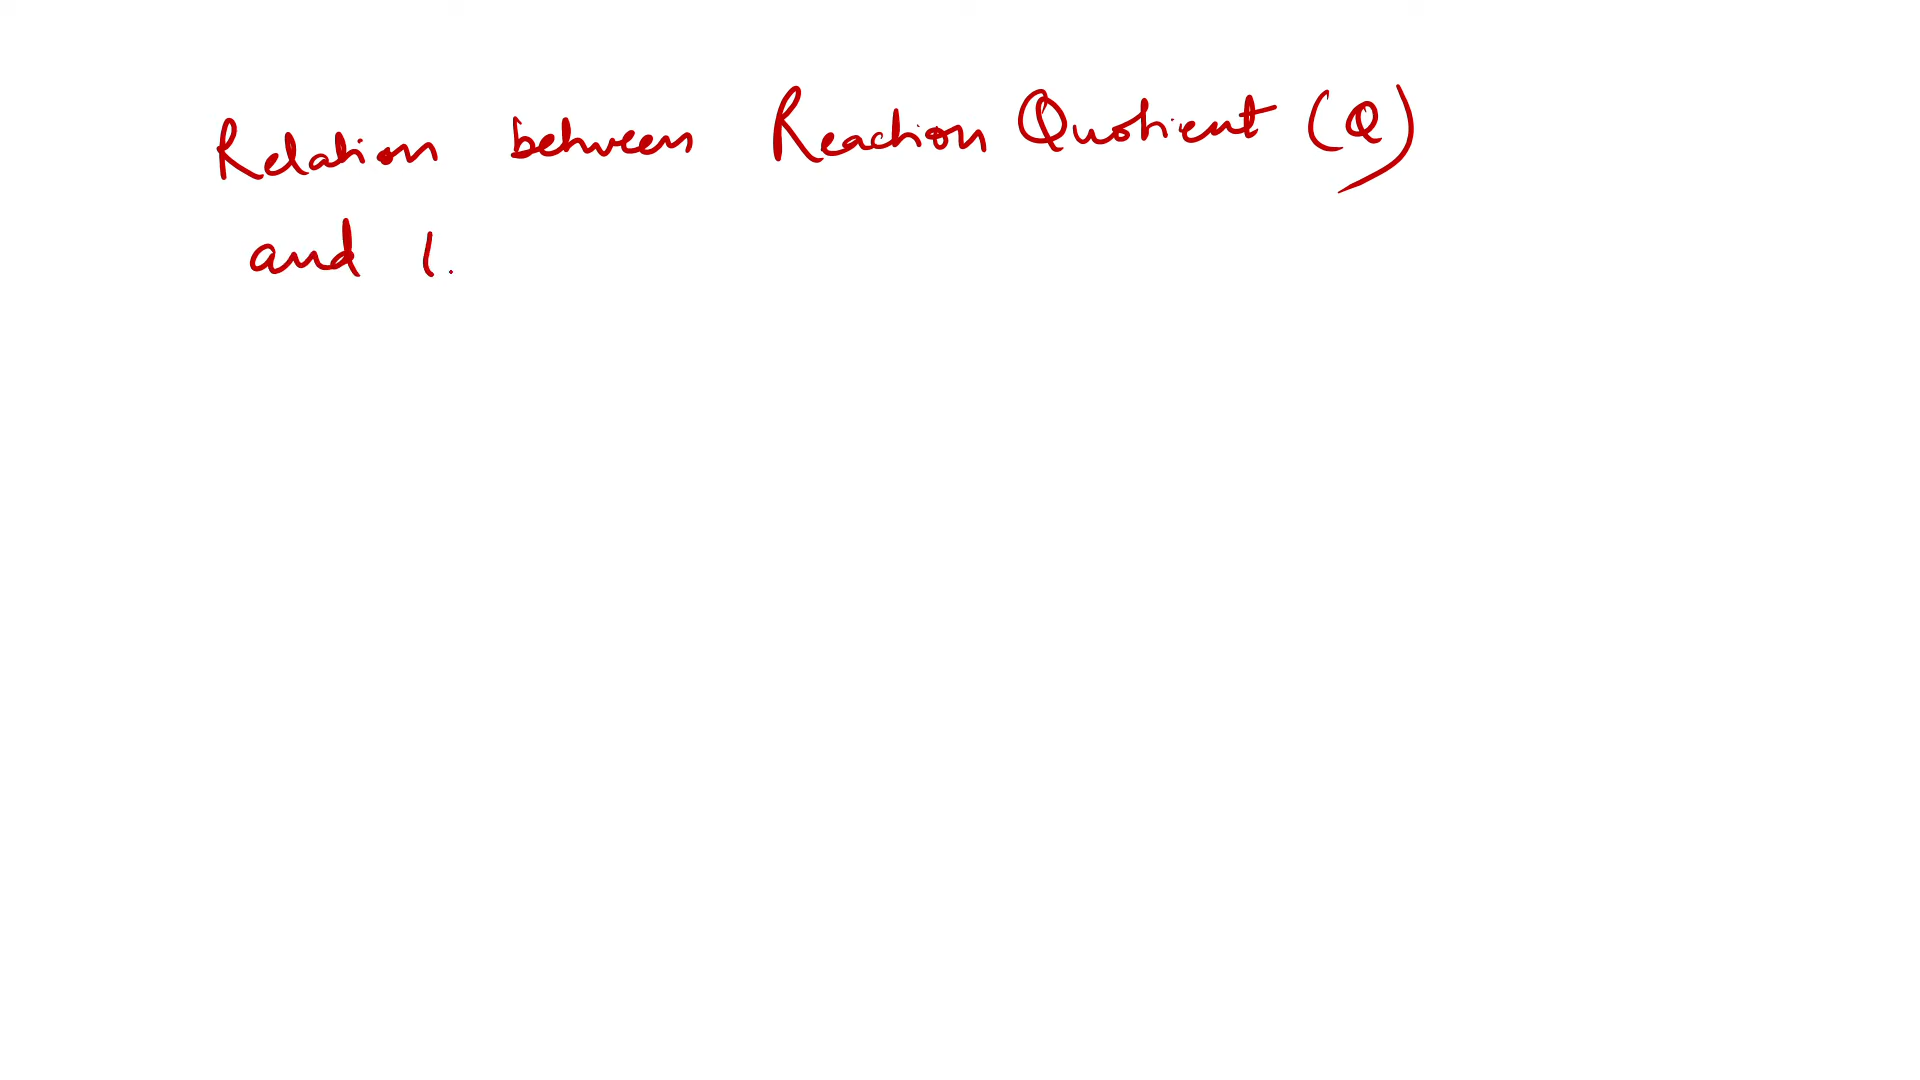 Relation between Reaction Quotient (Q)
and